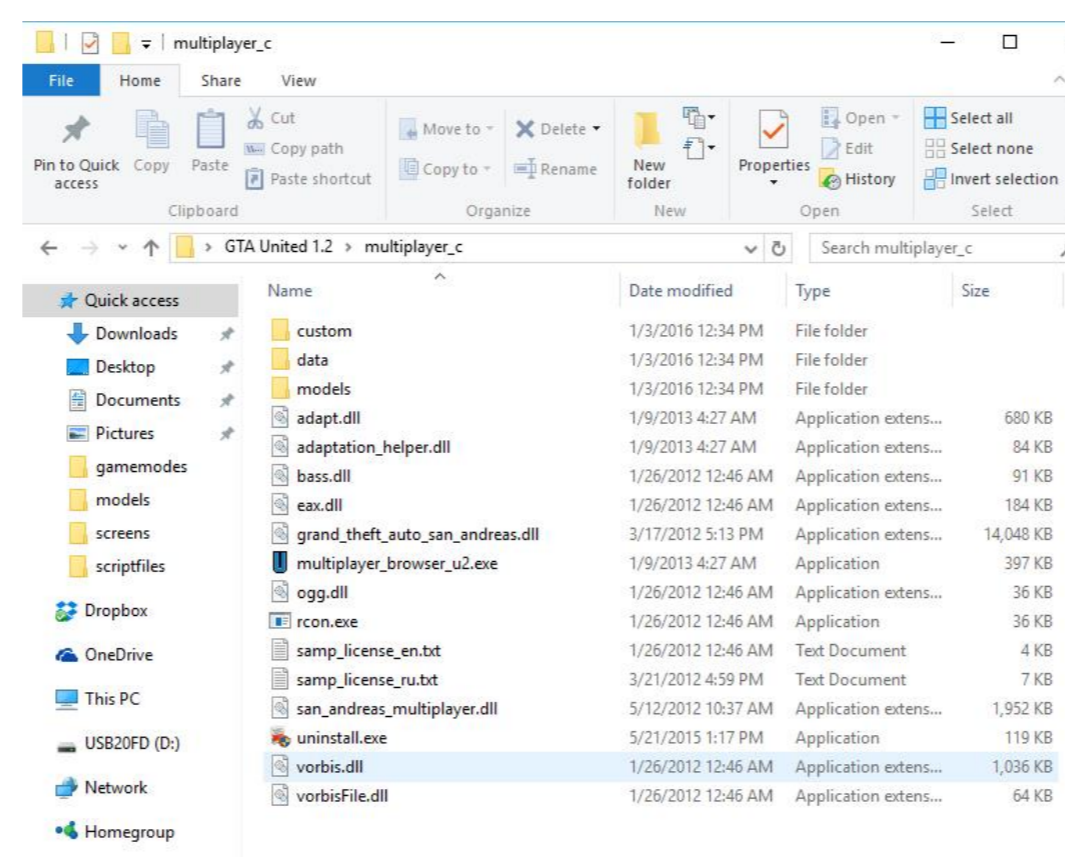 multiplayer_c
File Home Share View
Pin to Quick access
Copy
Paste
Cut
Copy path
Paste shortcut
Clipboard
Move to
Copy to
Delete
Rename
Organize
New folder
New
Properties
Open
Edit
History
Open
Select all
Select none
Invert selection
Select
GTA United 1.2 > multiplayer_c
Search multiplayer_c
Quick access
Downloads
Desktop
Documents
Pictures
gamemodes
models
screens
scriptfiles
Dropbox
OneDrive
This PC
USB20FD (D:)
Network
Homegroup
Name Date modified Type Size
custom 1/3/2016 12:34 PM File folder
data 1/3/2016 12:34 PM File folder
models 1/3/2016 12:34 PM File folder
adapt.dll 1/9/2013 4:27 AM Application extens... 680 KB
adaptation_helper.dll 1/9/2013 4:27 AM Application extens... 84 KB
bass.dll 1/26/2012 12:46 AM Application extens... 91 KB
eax.dll 1/26/2012 12:46 AM Application extens... 184 KB
grand_theft_auto_san_andreas.dll 3/17/2012 5:13 PM Application extens... 14,048 KB
multiplayer_browser_u2.exe 1/9/2013 4:27 AM Application 397 KB
ogg.dll 1/26/2012 12:46 AM Application extens... 36 KB
rcon.exe 1/26/2012 12:46 AM Application 36 KB
samp_license_en.txt 1/26/2012 12:46 AM Text Document 4 KB
samp_license_ru.txt 3/21/2012 4:59 PM Text Document 7 KB
san_andreas_multiplayer.dll 5/12/2012 10:37 AM Application extens... 1,952 KB
uninstall.exe 5/21/2015 1:17 PM Application 119 KB
vorbis.dll 1/26/2012 12:46 AM Application extens... 1,036 KB
vorbisFile.dll 1/26/2012 12:46 AM Application extens... 64 KB